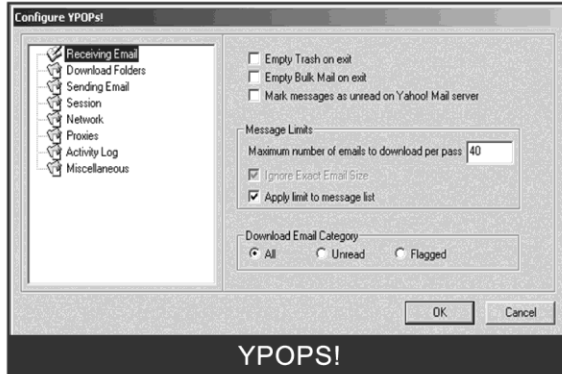 Configure YPOPs!
Receiving Email
Download Folders
Sending Email
Session
Network
Proxies
Activity Log
Miscellaneous
Empty Trash on exit
Empty Bulk Mail on exit
Mark messages as unread on Yahoo! Mail server
Message Limits
Maximum number of emails to download per pass 40
Ignore Exact Email Size
Apply limit to message list
Download Email Category
All Unread Flagged
OK Cancel
YPOPS!